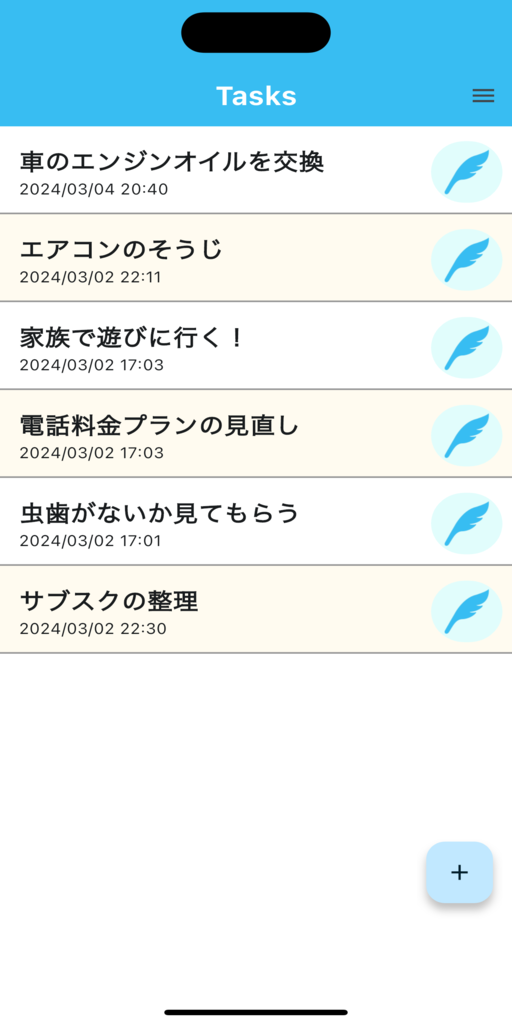 Tasks
車のエンジンオイルを交換
2024/03/04 20:40
エアコンのそうじ
2024/03/02 22:11
家族で遊びに行く！
2024/03/02 17:03
電話料金プランの見直し
2024/03/02 17:03
虫歯がないか見てもらう
2024/03/02 17:01
サブスクの整理
2024/03/02 22:30
+